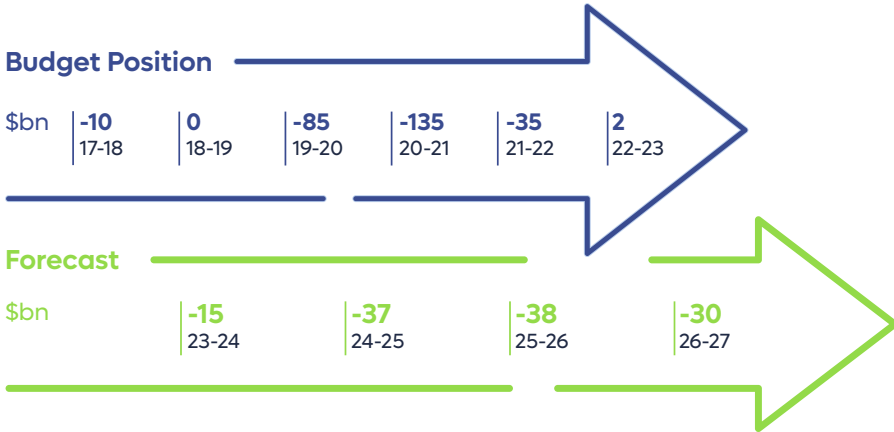 Budget Position
$bn -10 0 -85 -135 -35 2
17-18 18-19 19-20 20-21 21-22 22-23
Forecast
$bn -15 -37 -38 -30
23-24 24-25 25-26 26-27